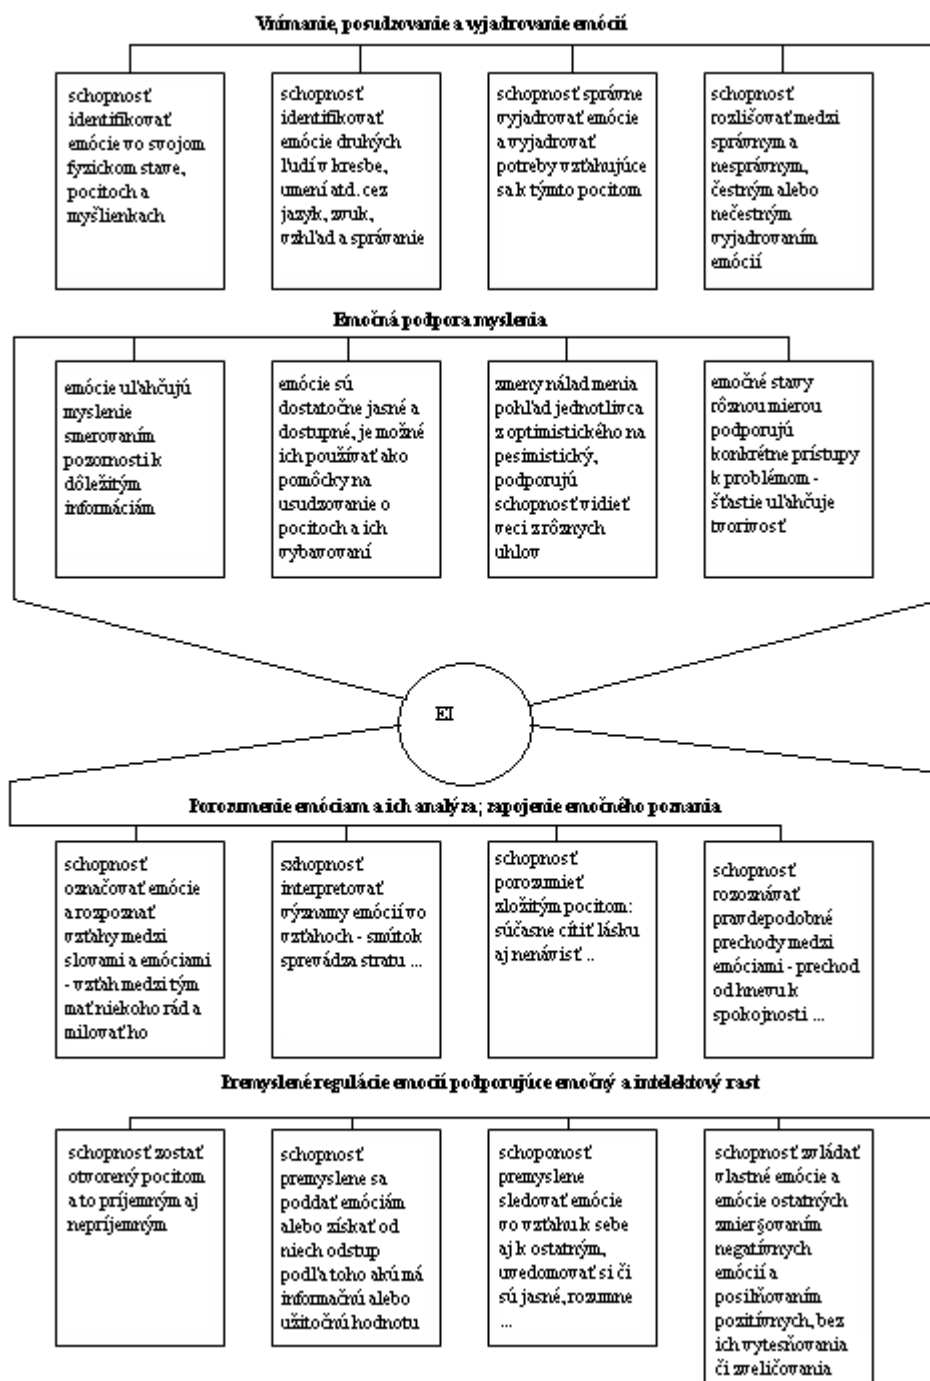 Vnímanie, posudzovanie a vyjadrovanie emócií
schopnosť
identifikovať
emócie vo svojom
fyzickom stave,
pocitoch a
myšlienkach
schopnosť
identifikovať
emócie druhých
ľudí v kresbe,
umení atď. cez
jazyk, zvuk,
vzhľad a správanie
schopnosť správne
vyjadrovať emócie
a vyjadrovať
potreby vzťahujúce
sa k týmto pocitom
schopnosť
rozlišovať medzi
správnym a
nesprávnym,
čestným alebo
nečestným
vyjadrovaním
emócií
Emočná podpora myslenia
emócie uľahčujú
myslenie
smerovaním
pozornosti k
dôležitým
informáciám
emócie sú
dostatočne jasné a
dostupné, je možné
ich používať ako
pomôcky na
usudzovanie o
pocitoch a ich
vybavovaní
zmeny nálad menia
pohľad jednotlivca
z optimistického na
pesimistický,
podporujú
schopnosť vidieť
veci z rôznych
uhlov
emočné stavy
rôznou mierou
podporujú
konkrétne prístupy
k problémom -
šťastie uľahčuje
tvorivosť
EI
Porozumenie emóciam a ich analýza; zapojenie emočného poznania
schopnosť
označovať emócie
a rozpoznať
vzťahy medzi
slovami a emóciami
- vzťah medzi tým
mať niekoho rád a
milovať ho
sxhopnosť
interpretovať
významy emócií vo
vzťahoch - smútok
sprevádza stratu ...
schopnosť
porozumieť
zložitým pocitom:
súčasne cítiť lásku
aj nenávisť ..
schopnosť
rozoznávať
pravdepodobné
prechody medzi
emóciami - prechod
od hnevu k
spokojnosti ...
Premyslené regulácie emocií podporujúce emočný a intelektový rast
schopnosť zostať
otvorený pocitom
a to príjemným aj
nepríjemným
schopnosť
premyslene sa
poddať emóciám
alebo získať od
niech odstup
podľa toho akú má
informačnú alebo
užitočnú hodnotu
schoponosť
premyslene
sledovať emócie
vo vzťahu k sebe
aj k ostatným,
uvedomovať si či
sú jasné, rozumne
...
schopnosť zvládať
vlastné emócie a
emócie ostatných
zmierşovaním
negatívnych
emócií a
posilňovaním
pozitívnych, bez
ich vytesňovania
či zveličovania